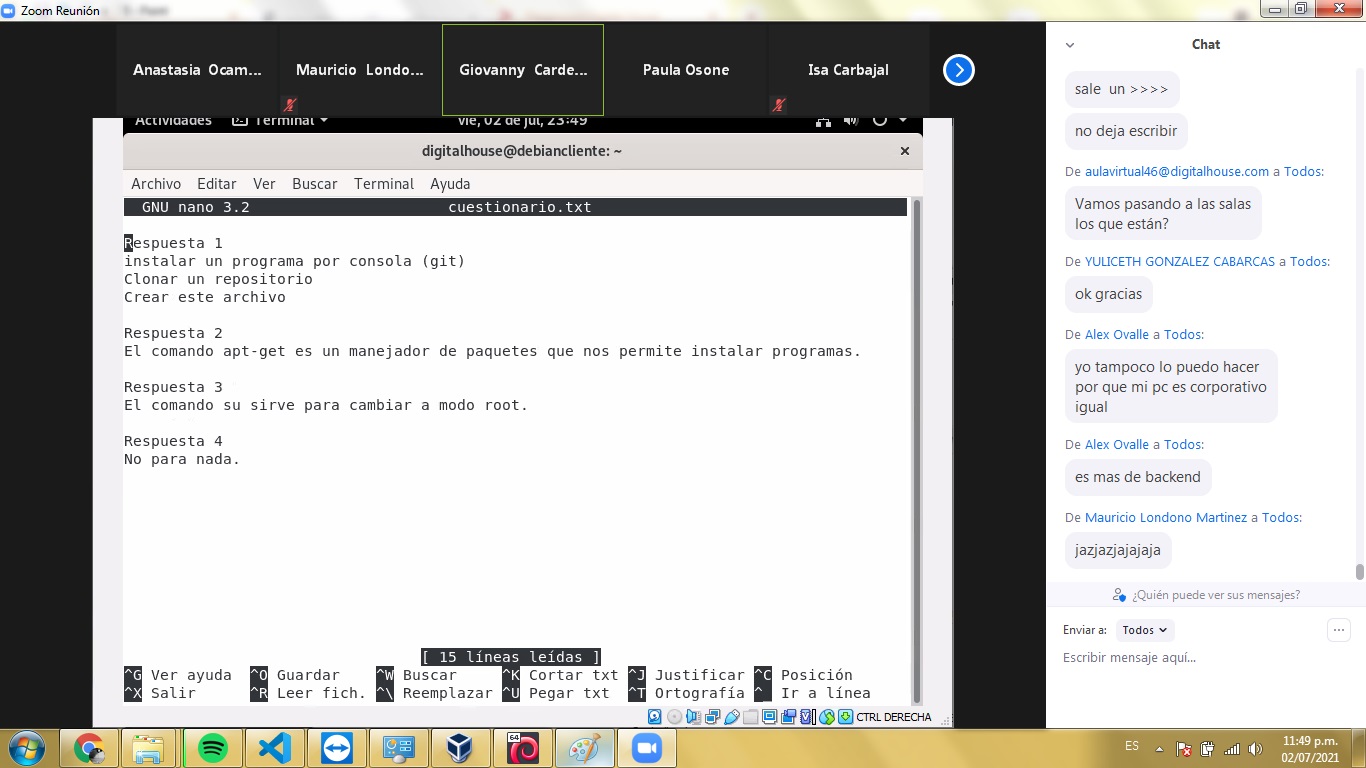 Zoom Reunión
Anastasia Ocam...
Mauricio Londo...
Giovanny Carde...
Paula Osone
Isa Carbajal
Actividades Terminal vie, 02 de jul, 23:49
digitalhouse@debiancliente: ~
Archivo Editar Ver Buscar Terminal Ayuda
GNU nano 3.2 cuestionario.txt
Respuesta 1
instalar un programa por consola (git)
Clonar un repositorio
Crear este archivo
Respuesta 2
El comando apt-get es un manejador de paquetes que nos permite instalar programas.
Respuesta 3
El comando su sirve para cambiar a modo root.
Respuesta 4
No para nada.
[ 15 líneas leídas ]
^G Ver ayuda ^O Guardar ^W Buscar ^K Cortar txt ^J Justificar ^C Posición
^X Salir ^R Leer fich. ^\ Reemplazar ^U Pegar txt ^T Ortografía ^_ Ir a línea
CTRL DERECHA
Chat
sale un >>>>
no deja escribir
De aulavirtual46@digitalhouse.com a Todos:
Vamos pasando a las salas
los que están?
De YULICETH GONZALEZ CABARCAS a Todos:
ok gracias
De Alex Ovalle a Todos:
yo tampoco lo puedo hacer
por que mi pc es corporativo
igual
De Alex Ovalle a Todos:
es mas de backend
De Mauricio Londono Martinez a Todos:
jazjazjajajaja
¿Quién puede ver sus mensajes?
Enviar a: Todos
Escribir mensaje aquí...
64
ES
11:49 p.m.
02/07/2021